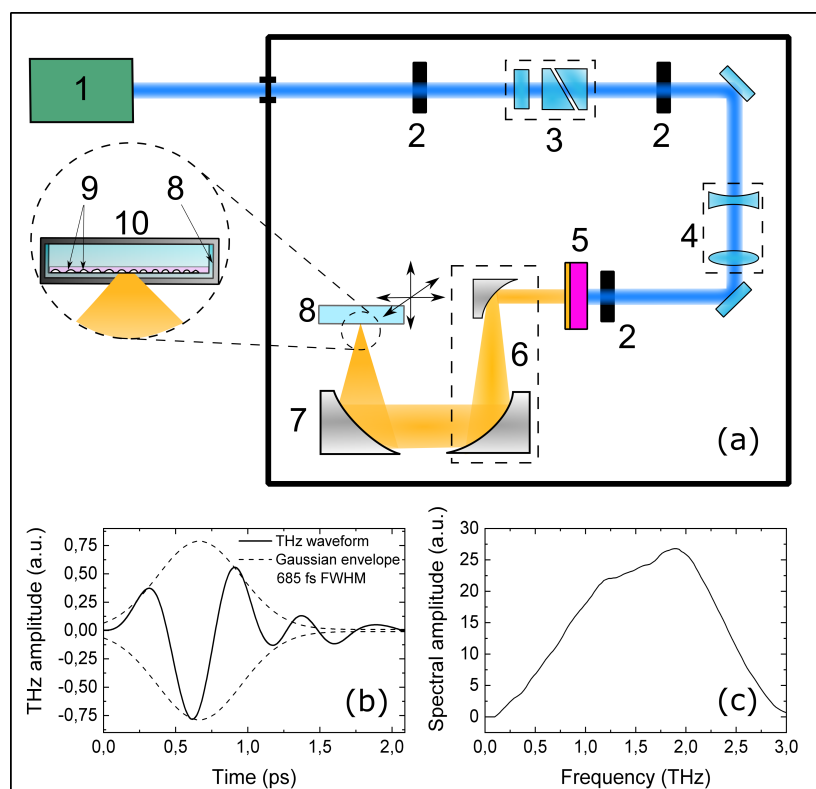 1
2
3
2
4
9
8
10
5
8
2
6
7
(a)
THz amplitude (a.u.)
0,75
0,50
0,25
0,00
-0,25
-0,50
-0,75
THz waveform
Gaussian envelope
685 fs FWHM
(b)
0,0 0,5 1,0 1,5 2,0
Time (ps)
Spectral amplitude (a.u.)
30
25
20
15
10
5
0
(c)
0,0 0,5 1,0 1,5 2,0 2,5 3,0
Frequency (THz)